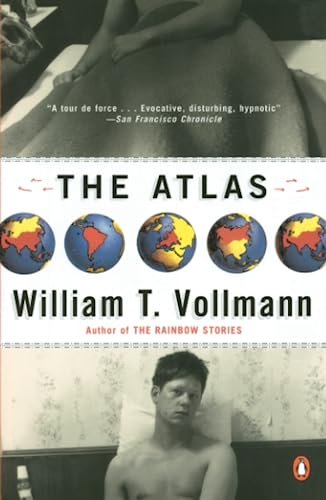 “A tour de force . . . Evocative, disturbing, hypnotic”
—San Francisco Chronicle
THE ATLAS
William T. Vollmann
Author of THE RAINBOW STORIES